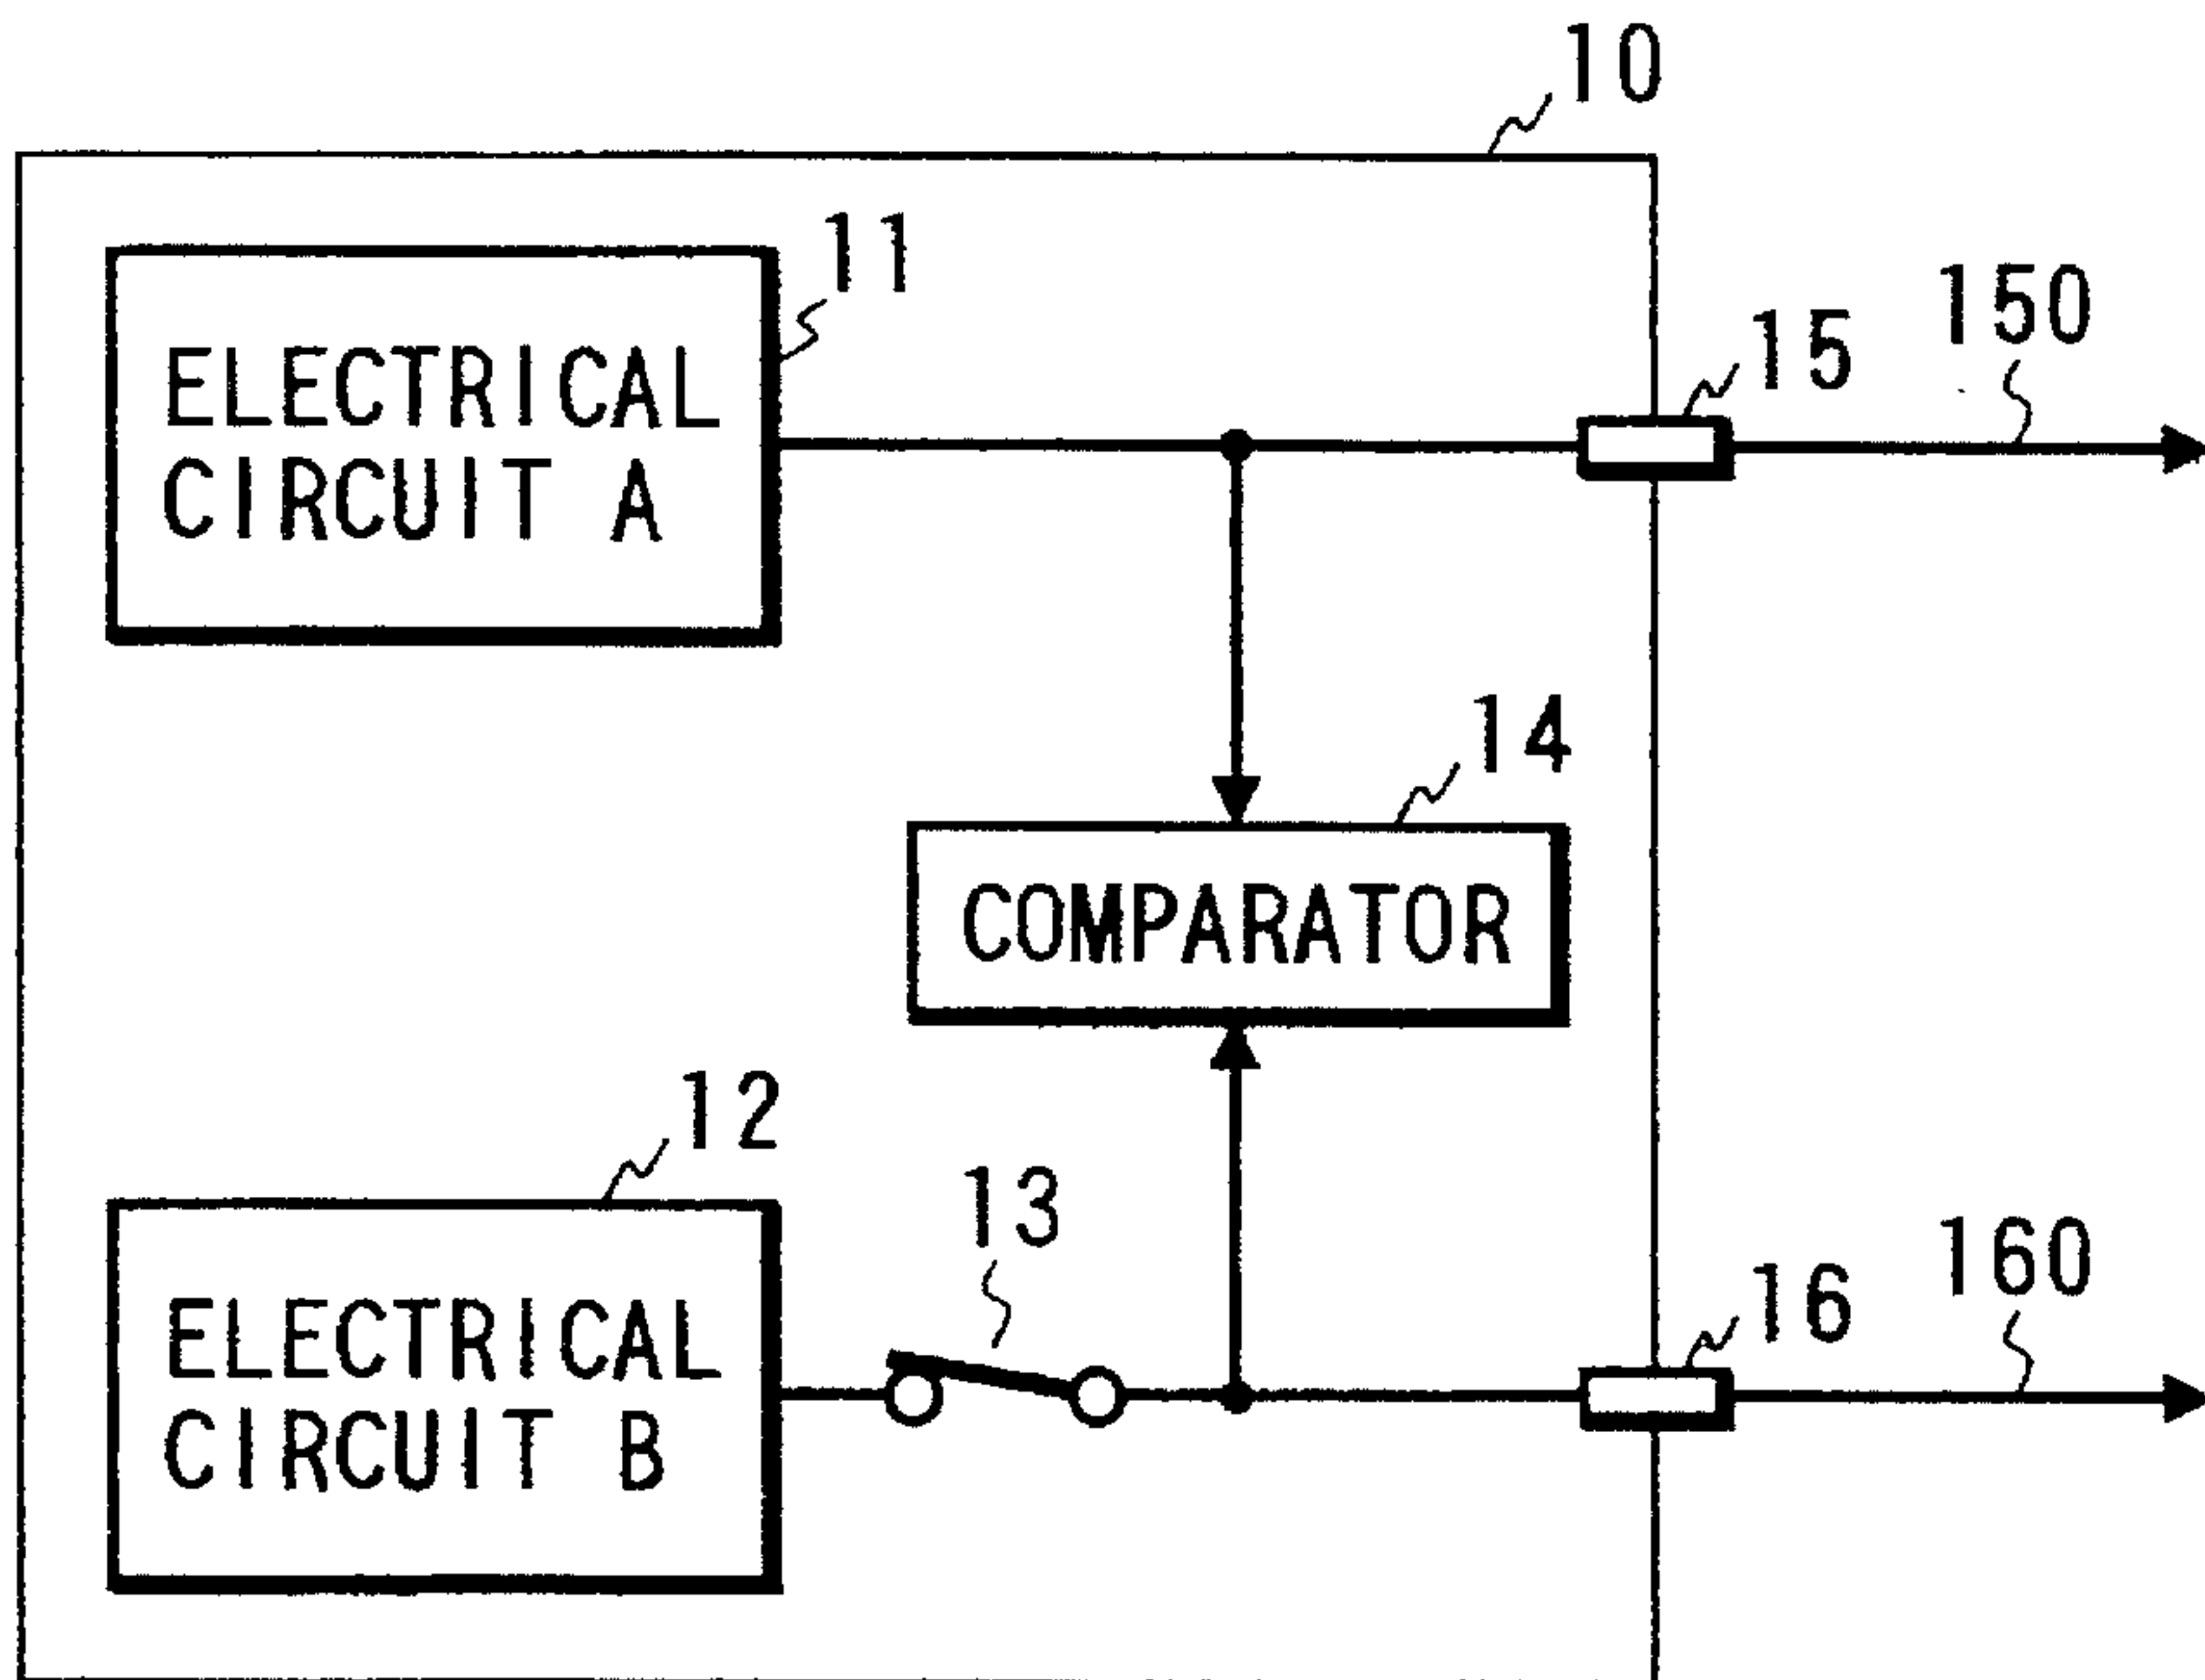 10
11
ELECTRICAL
CIRCUIT A
15
150
14
COMPARATOR
12
13
ELECTRICAL
CIRCUIT B
16
160